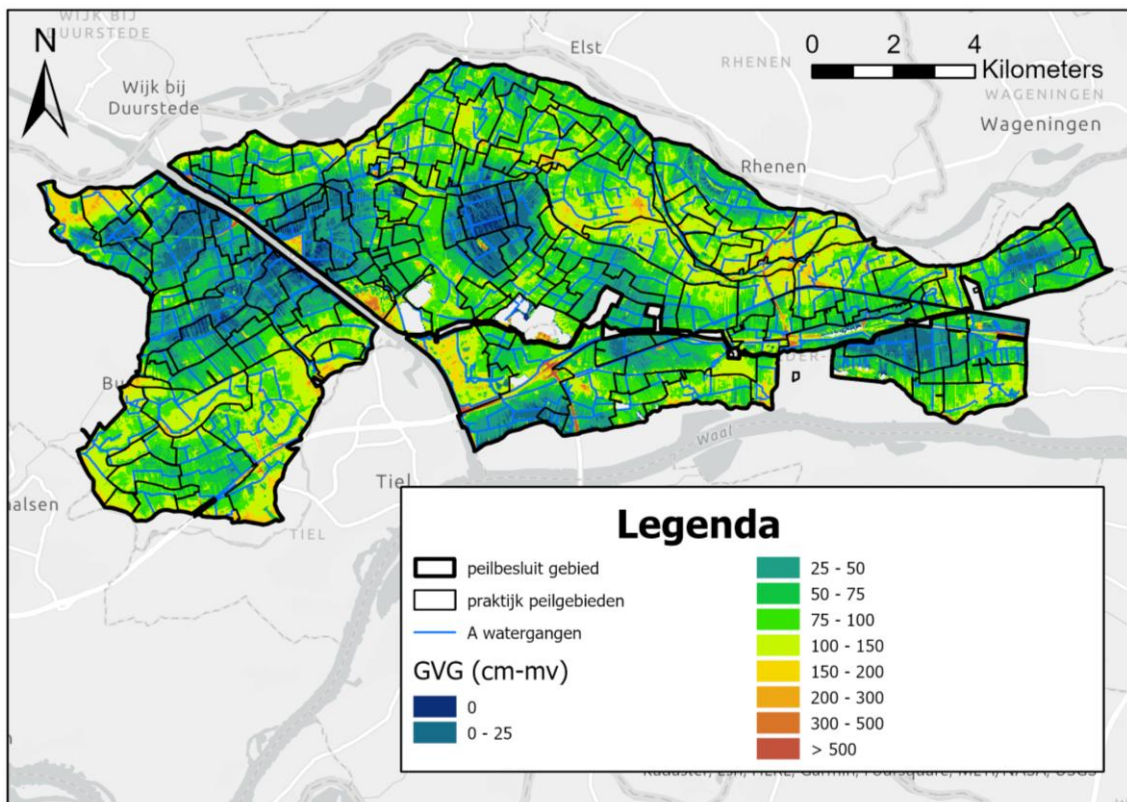 WIJK BIJ
DUURSTEDE
N
Elst
RHENEN
0 2 4
Kilometers
Wijk bij
Duurstede
WAGENINGEN
Wageningen
Rhenen
Bu
Waal
Tiel
alsen
TIEL
Legenda
peilbesluit gebied
praktijk peilgebieden
A watergangen
GVG (cm-mv)
0
0 - 25
25 - 50
50 - 75
75 - 100
100 - 150
150 - 200
200 - 300
300 - 500
> 500